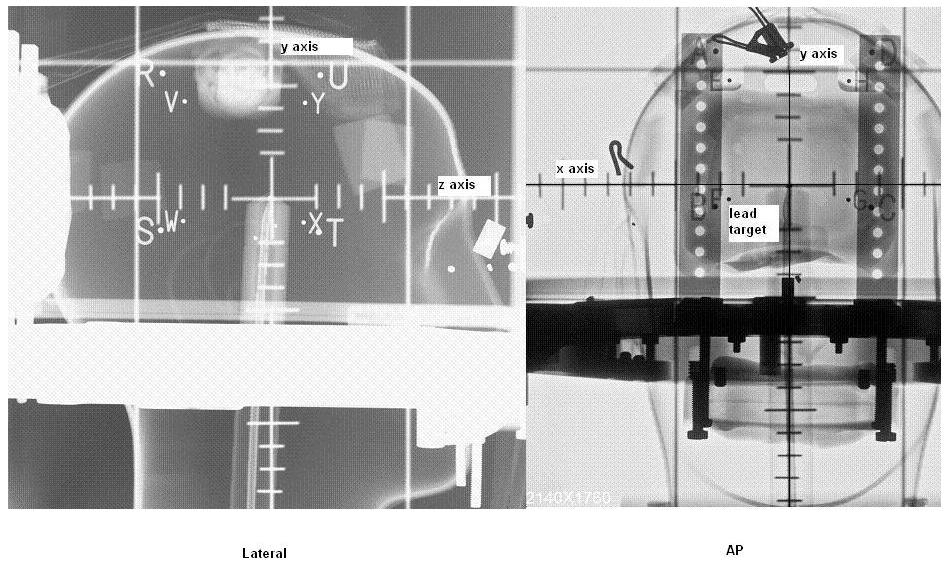 y axis
R
U
V
Y
z axis
S
W
X
T
Lateral
y axis
A
D
E
H
x axis
B
F
G
C
lead
target
2140X1760
AP